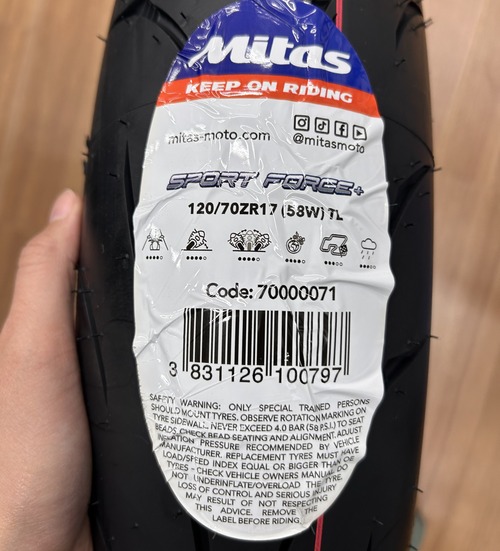 Mitas
KEEP ON RIDING
mitas-moto.com
@mitasmoto
SPORT FORCE+
120/70ZR17 (58W) TL
Code: 70000071
3 831126 100797
SAFETY WARNING: ONLY SPECIAL TRAINED PERSONS
SHOULD MOUNT TYRES. OBSERVE ROTATION MARKING ON
TYRE SIDEWALL. NEVER EXCEED 4.0 BAR (58 P.S.I.) TO SEAT
BEADS. CHECK BEAD SEATING AND ALIGNMENT. ADJUST
INFLATION PRESSURE RECOMMENDED BY VEHICLE
MANUFACTURER. REPLACEMENT TYRES MUST HAVE
LOAD/SPEED INDEX EQUAL OR BIGGER THAN OE
TYRES - CHECK VEHICLE OWNERS MANUAL. DO
NOT UNDERINFLATE/OVERLOAD THE TYRE.
LOSS OF CONTROL AND SERIOUS INJURY
MAY RESULT OF NOT RESPECTING
THIS ADVICE. REMOVE THE
LABEL BEFORE RIDING.